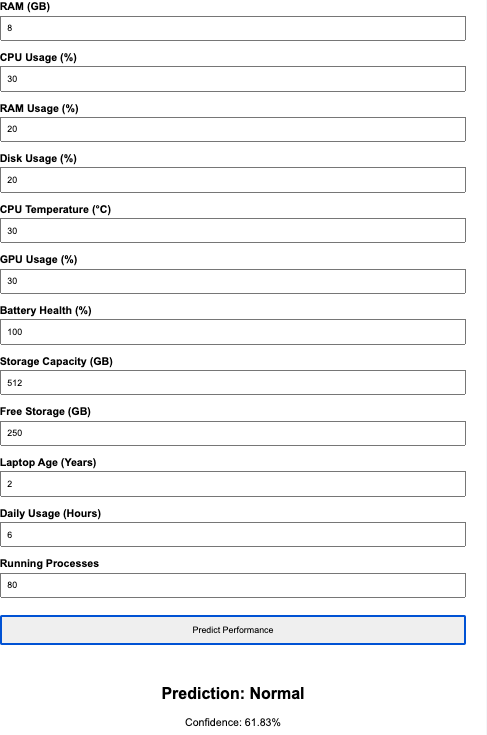 RAM (GB)
8
CPU Usage (%)
30
RAM Usage (%)
20
Disk Usage (%)
20
CPU Temperature (°C)
30
GPU Usage (%)
30
Battery Health (%)
100
Storage Capacity (GB)
512
Free Storage (GB)
250
Laptop Age (Years)
2
Daily Usage (Hours)
6
Running Processes
80
Predict Performance
Prediction: Normal
Confidence: 61.83%